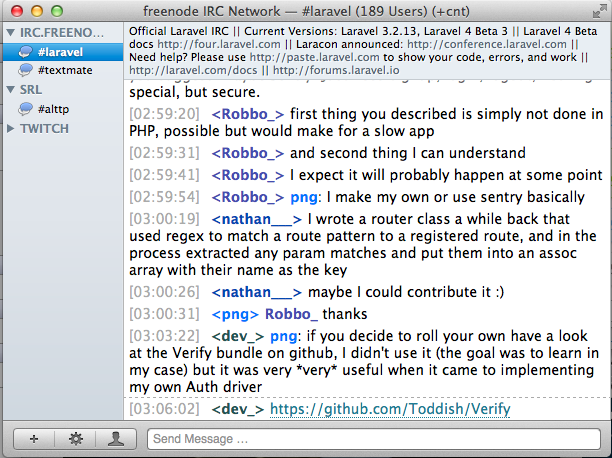 freenode IRC Network — #laravel (189 Users) (+cnt)
IRC.FREENO...
#laravel
#textmate
SRL
#alttp
TWITCH
Official Laravel IRC || Current Versions: Laravel 3.2.13, Laravel 4 Beta 3 || Laravel 4 Beta
docs http://four.laravel.com || Laracon announced: http://conference.laravel.com ||
Need help? Please use http://paste.laravel.com to show your code, errors, and work ||
http://laravel.com/docs || http://forums.laravel.io
special, but secure.
[02:59:20] <Robbo_> first thing you described is simply not done in
PHP, possible but would make for a slow app
[02:59:31] <Robbo_> and second thing I can understand
[02:59:41] <Robbo_> I expect it will probably happen at some point
[02:59:54] <Robbo_> png: I make my own or use sentry basically
[03:00:19] <nathan___> I wrote a router class a while back that
used regex to match a route pattern to a registered route, and in the
process extracted any param matches and put them into an assoc
array with their name as the key
[03:00:26] <nathan___> maybe I could contribute it :)
[03:00:31] <png> Robbo_ thanks
[03:03:22] <dev_> png: if you decide to roll your own have a look
at the Verify bundle on github, I didn't use it (the goal was to learn in
my case) but it was very *very* useful when it came to implementing
my own Auth driver
[03:06:02] <dev_> https://github.com/Toddish/Verify
Send Message ...